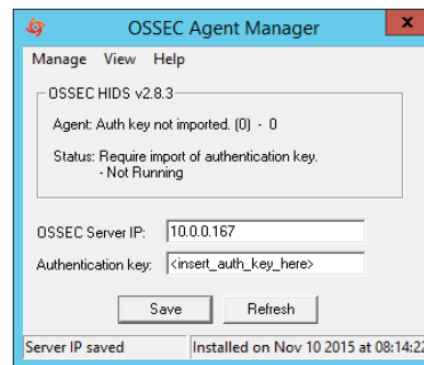 OSSEC Agent Manager
x
Manage View Help
OSSEC HIDS v2.8.3
Agent: Auth key not imported. (0) - 0
Status: Require import of authentication key.
- Not Running
OSSEC Server IP: 10.0.0.167
Authentication key: <insert_auth_key_here>
Save Refresh
Server IP saved Installed on Nov 10 2015 at 08:14:22